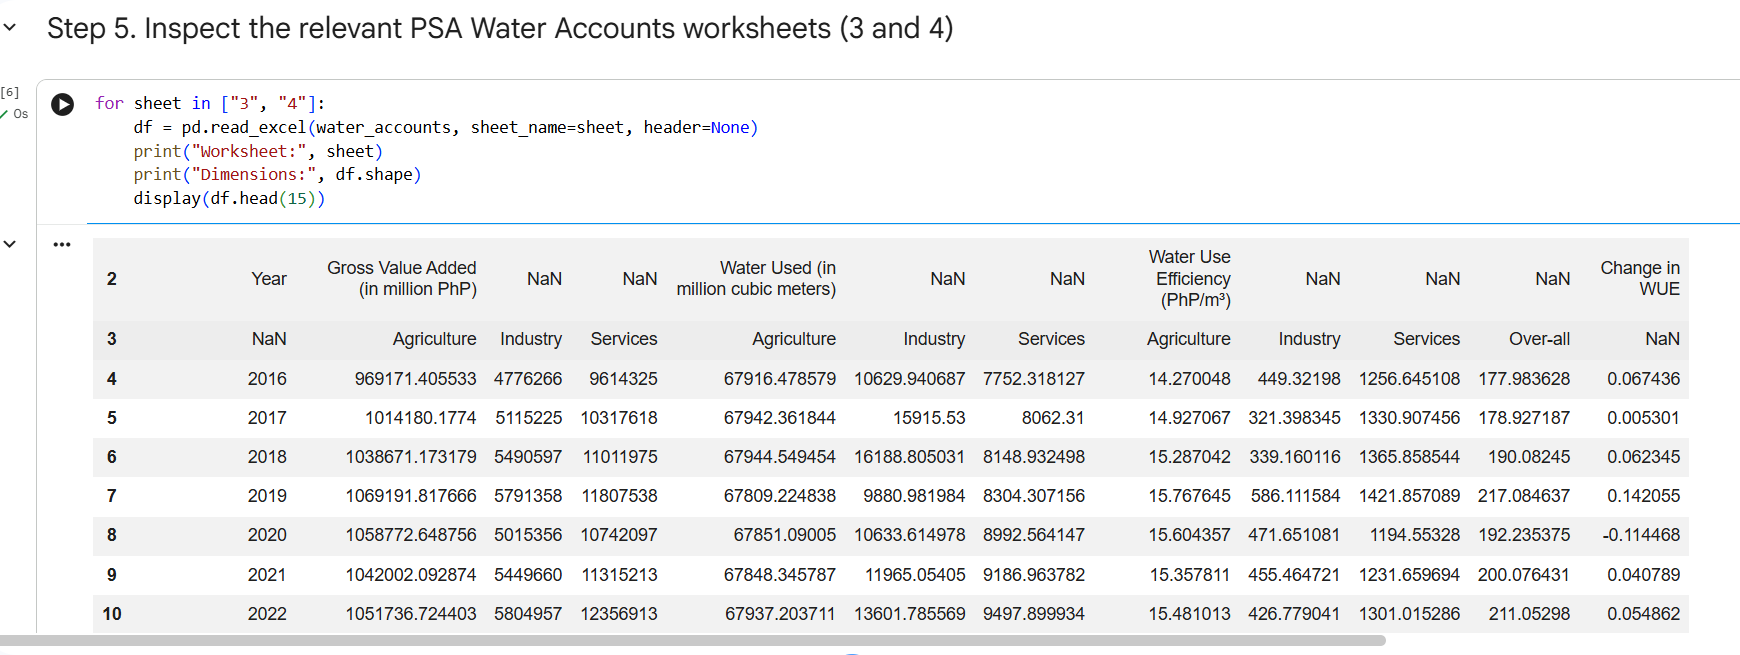 Step 5. Inspect the relevant PSA Water Accounts worksheets (3 and 4)
[6]
0s
for sheet in ["3", "4"]:
    df = pd.read_excel(water_accounts, sheet_name=sheet, header=None)
    print("Worksheet:", sheet)
    print("Dimensions:", df.shape)
    display(df.head(15))
2 Year Gross Value Added (in million PhP) NaN NaN Water Used (in million cubic meters) NaN NaN Water Use Efficiency (PhP/m³) NaN NaN NaN Change in WUE
3 NaN Agriculture Industry Services Agriculture Industry Services Agriculture Industry Services Over-all NaN
4 2016 969171.405533 4776266 9614325 67916.478579 10629.940687 7752.318127 14.270048 449.32198 1256.645108 177.983628 0.067436
5 2017 1014180.1774 5115225 10317618 67942.361844 15915.53 8062.31 14.927067 321.398345 1330.907456 178.927187 0.005301
6 2018 1038671.173179 5490597 11011975 67944.549454 16188.805031 8148.932498 15.287042 339.160116 1365.858544 190.08245 0.062345
7 2019 1069191.817666 5791358 11807538 67809.224838 9880.981984 8304.307156 15.767645 586.111584 1421.857089 217.084637 0.142055
8 2020 1058772.648756 5015356 10742097 67851.09005 10633.614978 8992.564147 15.604357 471.651081 1194.55328 192.235375 -0.114468
9 2021 1042002.092874 5449660 11315213 67848.345787 11965.05405 9186.963782 15.357811 455.464721 1231.659694 200.076431 0.040789
10 2022 1051736.724403 5804957 12356913 67937.203711 13601.785569 9497.899934 15.481013 426.779041 1301.015286 211.05298 0.054862